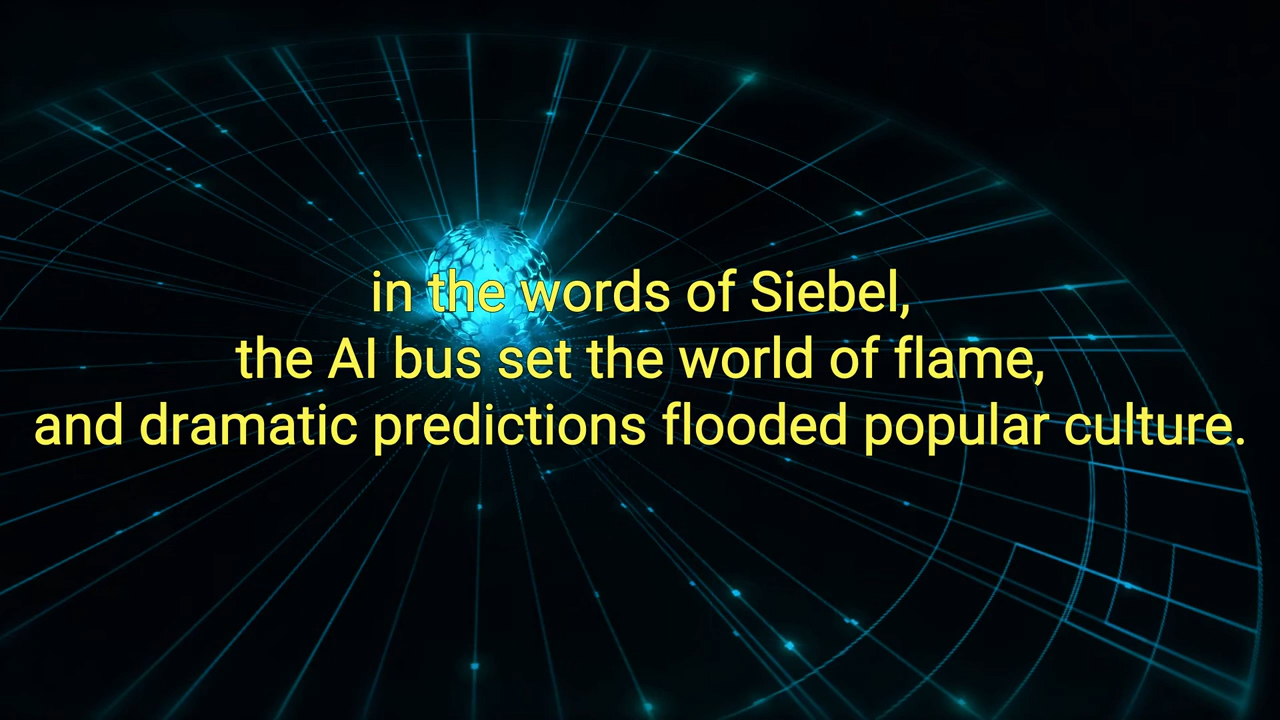 in the words of Siebel,
the AI bus set the world of flame,
and dramatic predictions flooded popular culture.